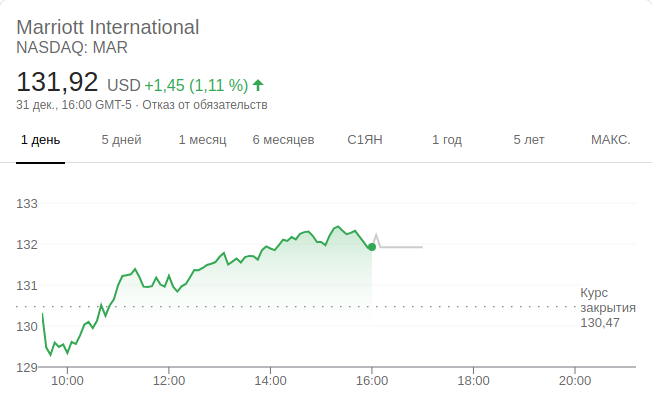 Marriott International
NASDAQ: MAR
131,92 USD +1,45 (1,11 %)
31 дек., 16:00 GMT-5 · Отказ от обязательств
1 день 5 дней 1 месяц 6 месяцев С1ЯН 1 год 5 лет МАКС.
133
132
131
130
129
Курс
закрытия
130,47
10:00 12:00 14:00 16:00 18:00 20:00